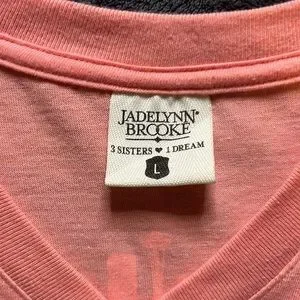 JADELYNN®
BROOKE
3 SISTERS ❤ 1 DREAM
L